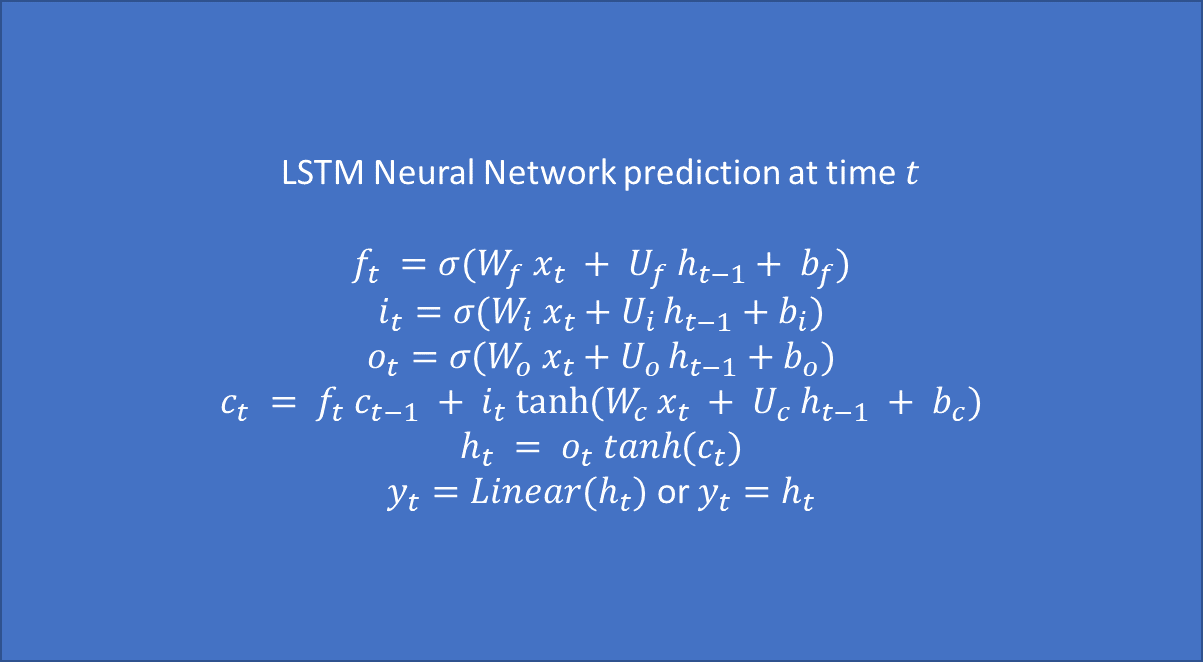 LSTM Neural Network prediction at time t
f_t = σ(W_f x_t + U_f h_{t−1} + b_f)
i_t = σ(W_i x_t + U_i h_{t−1} + b_i)
o_t = σ(W_o x_t + U_o h_{t−1} + b_o)
c_t = f_t c_{t−1} + i_t tanh(W_c x_t + U_c h_{t−1} + b_c)
h_t = o_t tanh(c_t)
y_t = Linear(h_t) or y_t = h_t